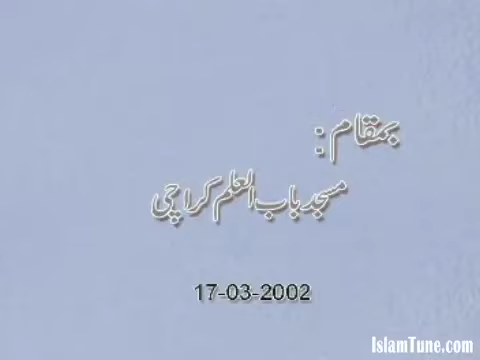 بمقام :
مسجد باب العلم کراچی
17-03-2002
IslamTune.com